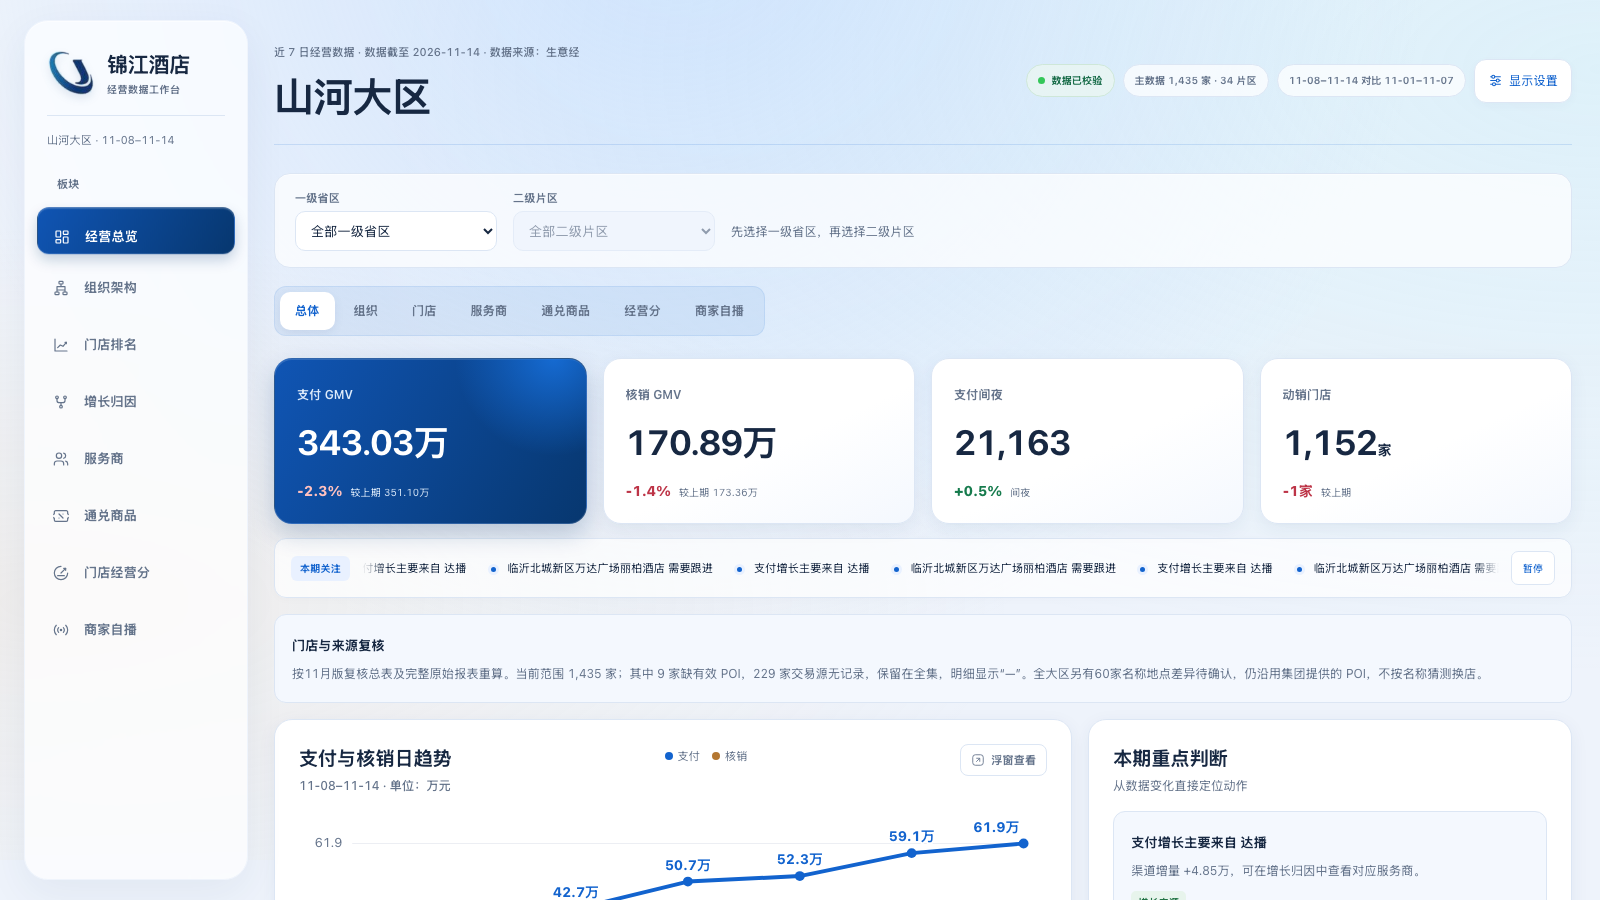 锦江酒店
经营数据工作台
山河大区 · 11-08–11-14
板块
经营总览
组织架构
门店排名
增长归因
服务商
通兑商品
门店经营分
商家自播
近 7 日经营数据 · 数据截至 2026-11-14 · 数据来源：生意经
山河大区
数据已校验
主数据 1,435 家 · 34 片区
11-08–11-14 对比 11-01–11-07
显示设置
一级省区
二级片区
全部一级省区
全部二级片区
先选择一级省区，再选择二级片区
总体
组织
门店
服务商
通兑商品
经营分
商家自播
支付 GMV
343.03万
-2.3% 较上期 351.10万
核销 GMV
170.89万
-1.4% 较上期 173.36万
支付间夜
21,163
+0.5% 间夜
动销门店
1,152家
-1家 较上期
本期关注
付增长主要来自 达播
临沂北城新区万达广场丽柏酒店 需要跟进
支付增长主要来自 达播
临沂北城新区万达广场丽柏酒店 需要跟进
支付增长主要来自 达播
临沂北城新区万达广场丽柏酒店 需要
暂停
门店与来源复核
按11月版复核总表及完整原始报表重算。当前范围 1,435 家；其中 9 家缺有效 POI，229 家交易源无记录，保留在全集，明细显示“—”。全大区另有60家名称地点差异待确认，仍沿用集团提供的 POI，不按名称猜测换店。
支付与核销日趋势
11-08–11-14 · 单位：万元
支付
核销
浮窗查看
61.9
42.7万
50.7万
52.3万
59.1万
61.9万
本期重点判断
从数据变化直接定位动作
支付增长主要来自 达播
渠道增量 +4.85万，可在增长归因中查看对应服务商。